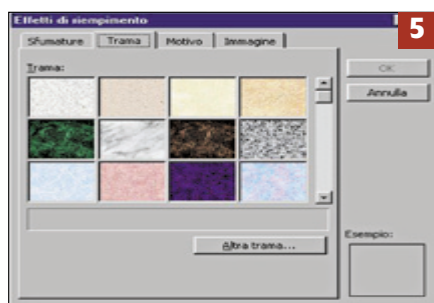 Effetti di riempimento
5
Sfumature Trama Motivo Immagine
Trama:
OK
Annulla
Altra trama...
Esempio: